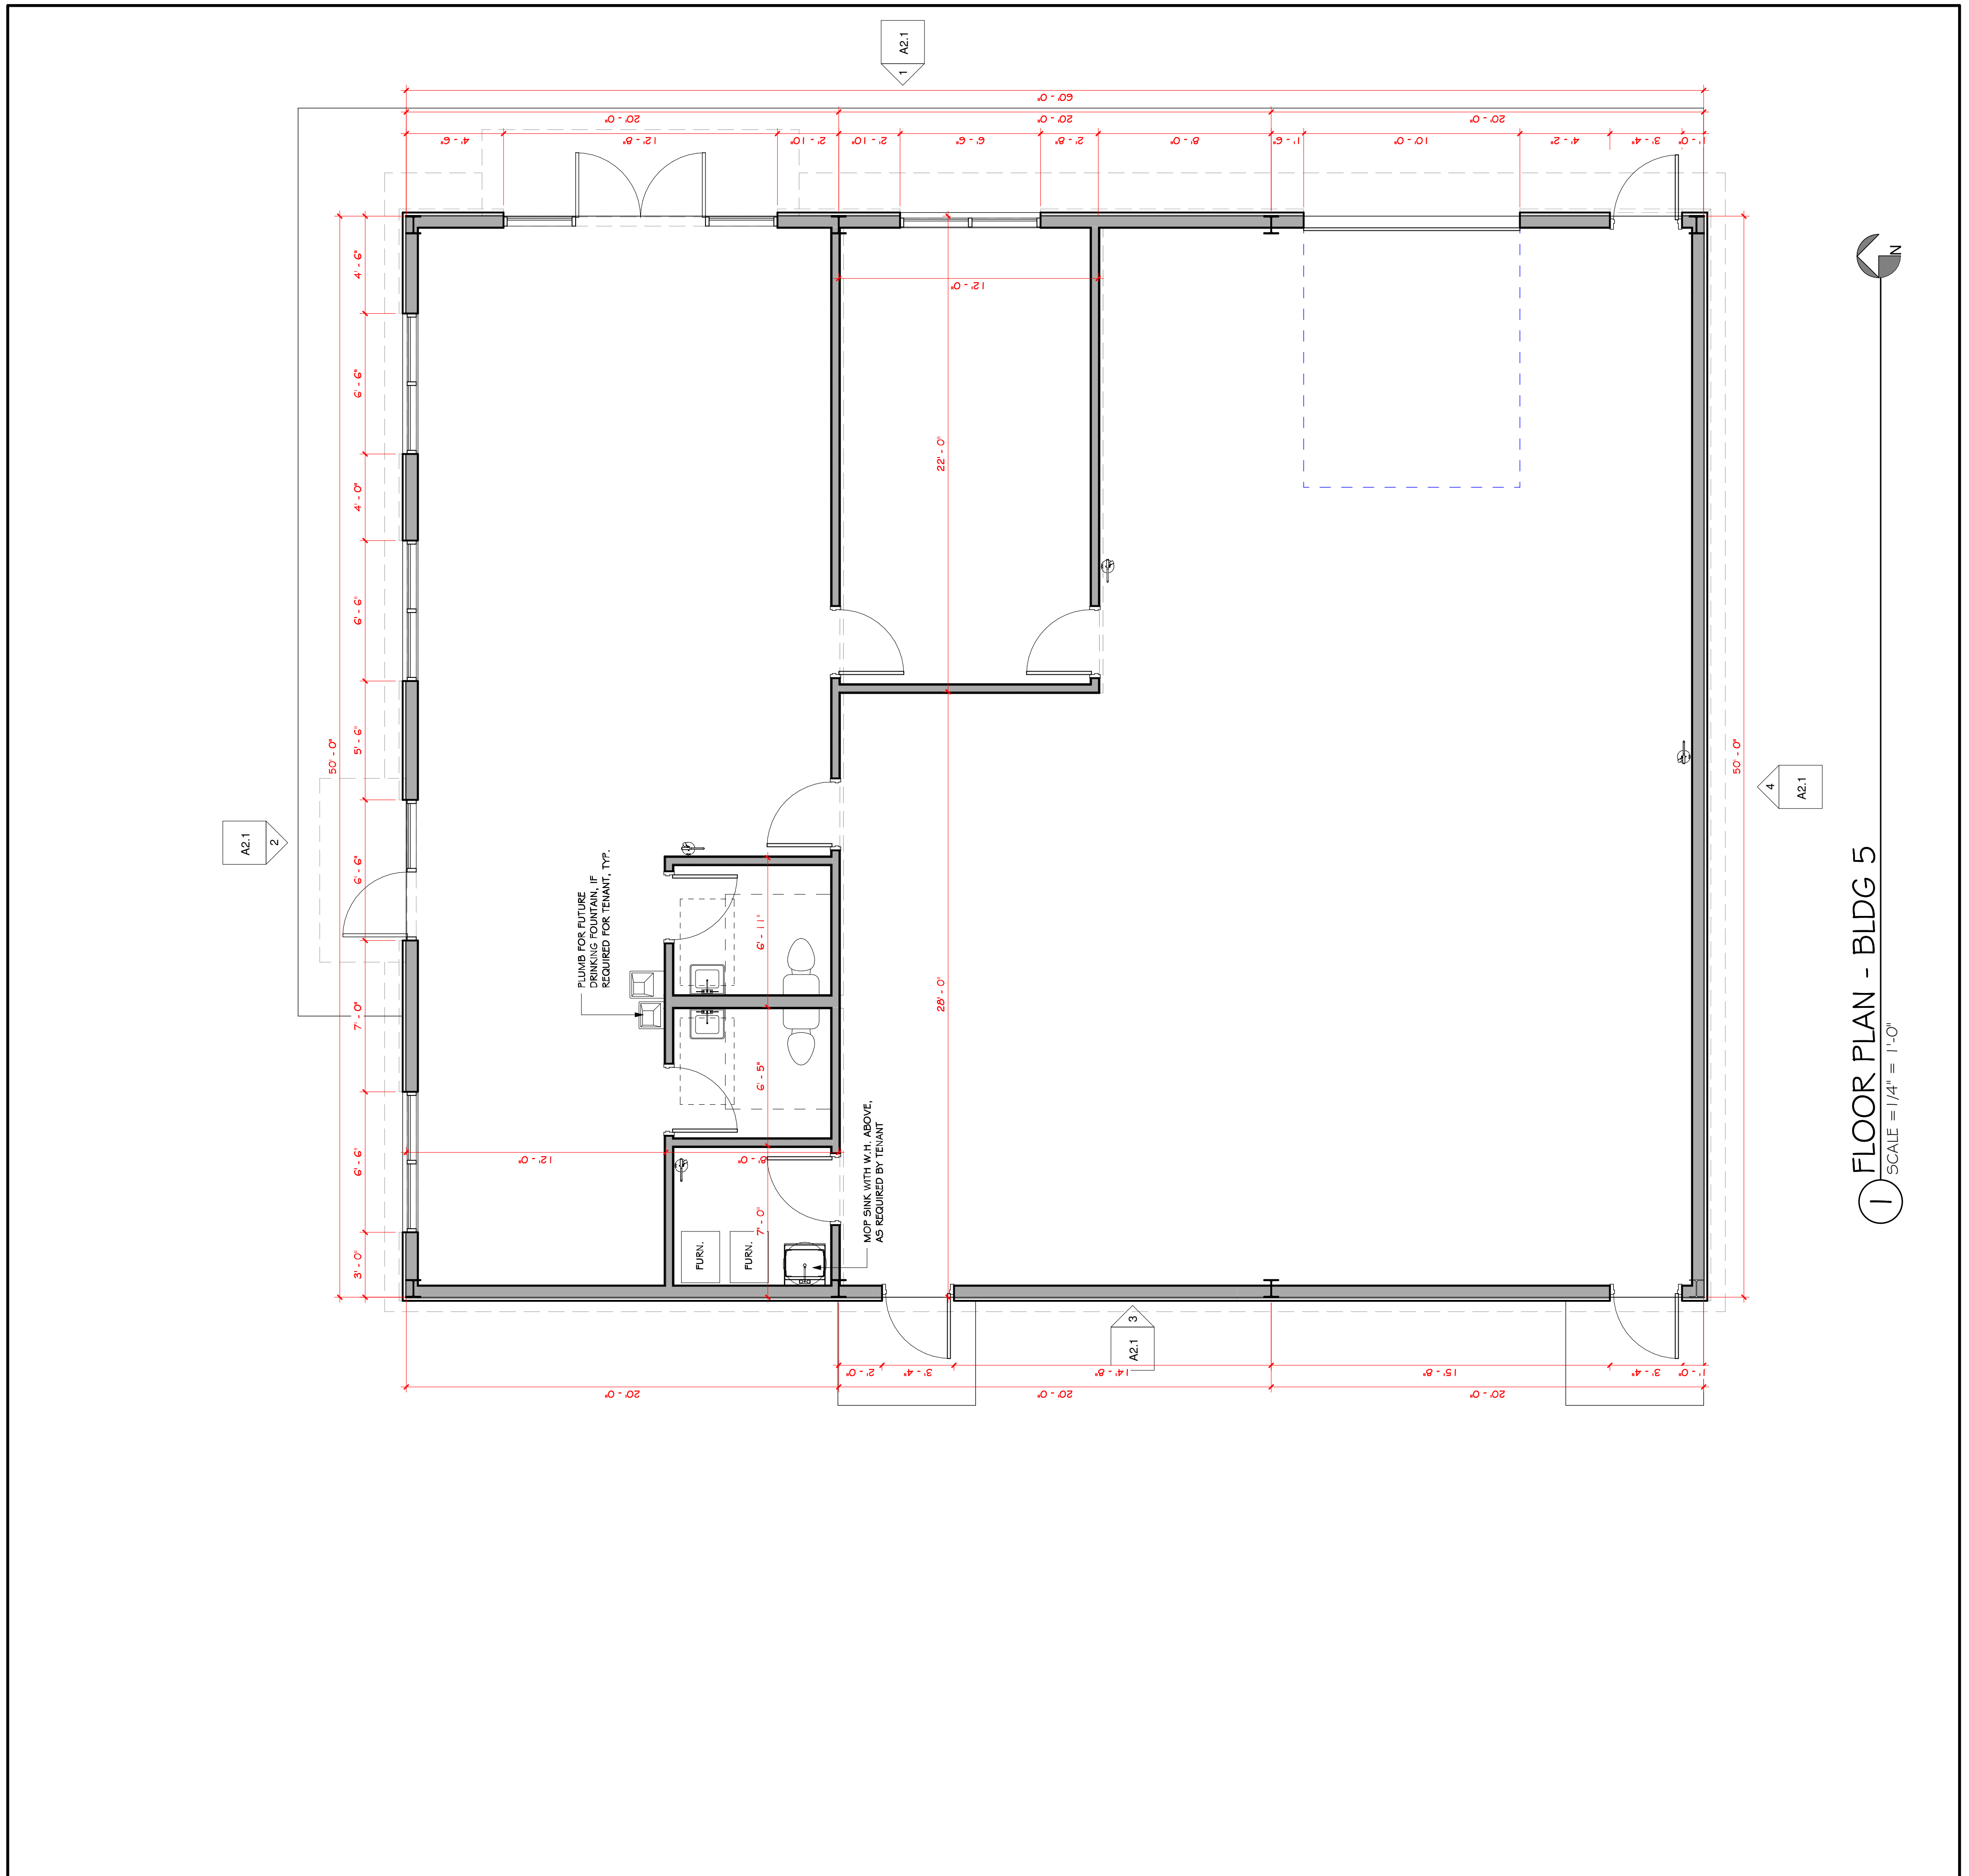 1 A2.1
60' - 0"
20' - 0"
20' - 0"
20' - 0"
4' - 6"
12' - 8"
2' - 10"
2' - 10"
6' - 6"
2' - 8"
8' - 0"
1' - 6"
10' - 0"
4' - 2"
3' - 4"
1' - 0"
50' - 0"
4' - 6"
6' - 6"
4' - 0"
6' - 6"
5' - 6"
6' - 6"
7' - 0"
6' - 6"
3' - 0"
A2.1
2
12' - 0"
22' - 0"
28' - 0"
PLUMB FOR FUTURE
DRINKING FOUNTAIN, IF
REQUIRED FOR TENANT, TYP.
6' - 11"
6' - 5"
7' - 0"
12' - 0"
8' - 0"
FURN.
FURN.
MOP SINK WITH W.H. ABOVE,
AS REQUIRED BY TENANT
50' - 0"
4
A2.1
3
A2.1
2' - 0"
3' - 4"
14' - 8"
15' - 8"
3' - 4"
1' - 0"
20' - 0"
20' - 0"
20' - 0"
N
1
FLOOR PLAN - BLDG 5
SCALE = 1/4" = 1'-0"